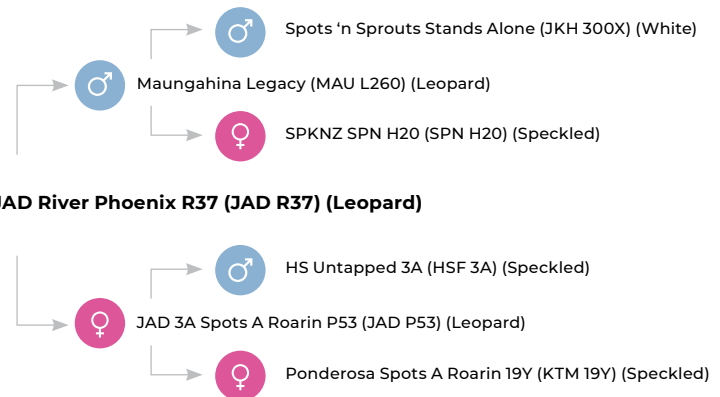 Spots ‘n Sprouts Stands Alone (JKH 300X) (White)
Maungahina Legacy (MAU L260) (Leopard)
SPKNZ SPN H20 (SPN H20) (Speckled)
JAD River Phoenix R37 (JAD R37) (Leopard)
HS Untapped 3A (HSF 3A) (Speckled)
JAD 3A Spots A Roarin P53 (JAD P53) (Leopard)
Ponderosa Spots A Roarin 19Y (KTM 19Y) (Speckled)